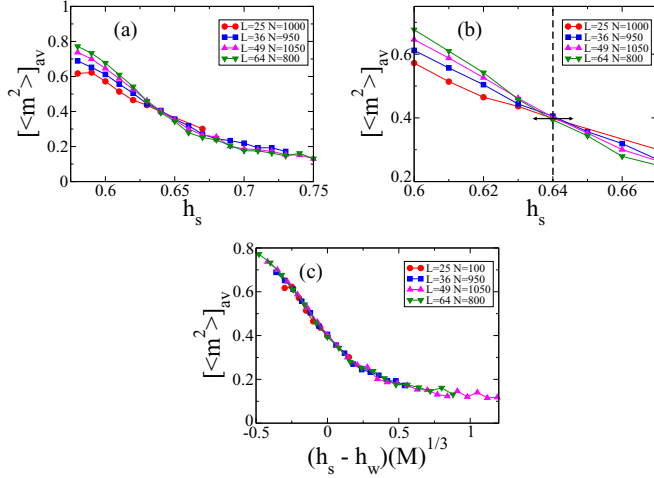 (a)
L=25 N=1000
L=36 N=950
L=49 N=1050
L=64 N=800
[<m²>]av
1
0.8
0.6
0.4
0.2
0
0.6 0.65 0.7 0.75
hs
(b)
L=25 N=1000
L=36 N=950
L=49 N=1050
L=64 N=800
[<m²>]av
0.6
0.4
0.2
0.6 0.62 0.64 0.66
hs
(c)
L=25 N=100
L=36 N=950
L=49 N=1050
L=64 N=800
[<m²>]av
0.8
0.6
0.4
0.2
0
-0.5 0 0.5 1
(hs - hw)(M)^1/3